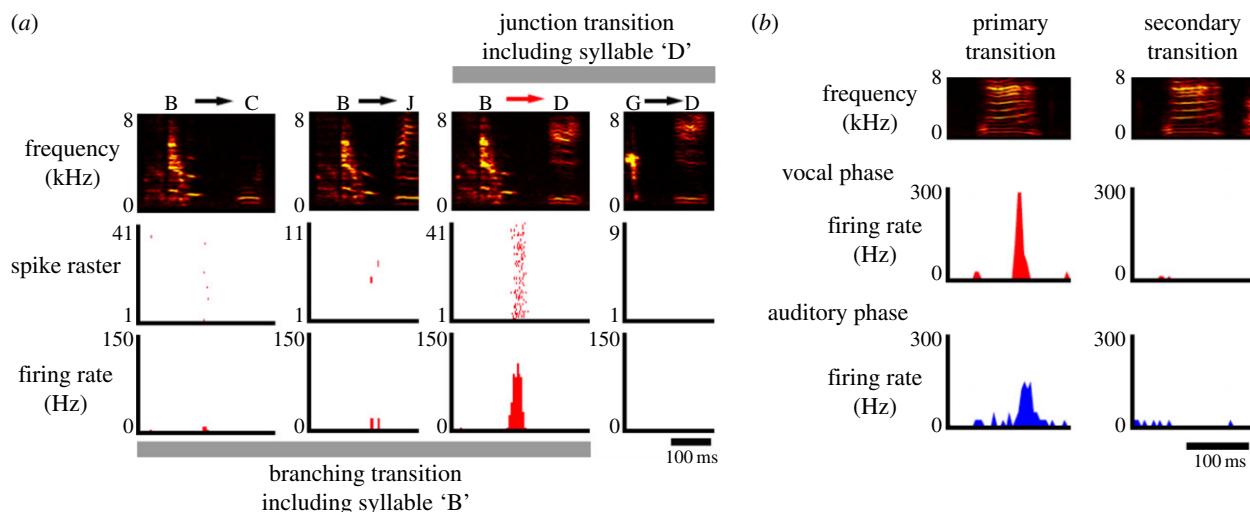 (a)
junction transition
including syllable ‘D’
B C
B J
B D
G D
frequency
(kHz)
8
0
8
0
8
0
8
0
spike raster
41
1
11
1
41
1
9
1
firing rate
(Hz)
150
0
150
0
150
0
150
0
100 ms
branching transition
including syllable ‘B’
(b)
primary
transition
secondary
transition
frequency
(kHz)
8
0
8
0
vocal phase
firing rate
(Hz)
300
0
300
0
auditory phase
firing rate
(Hz)
300
0
300
0
100 ms